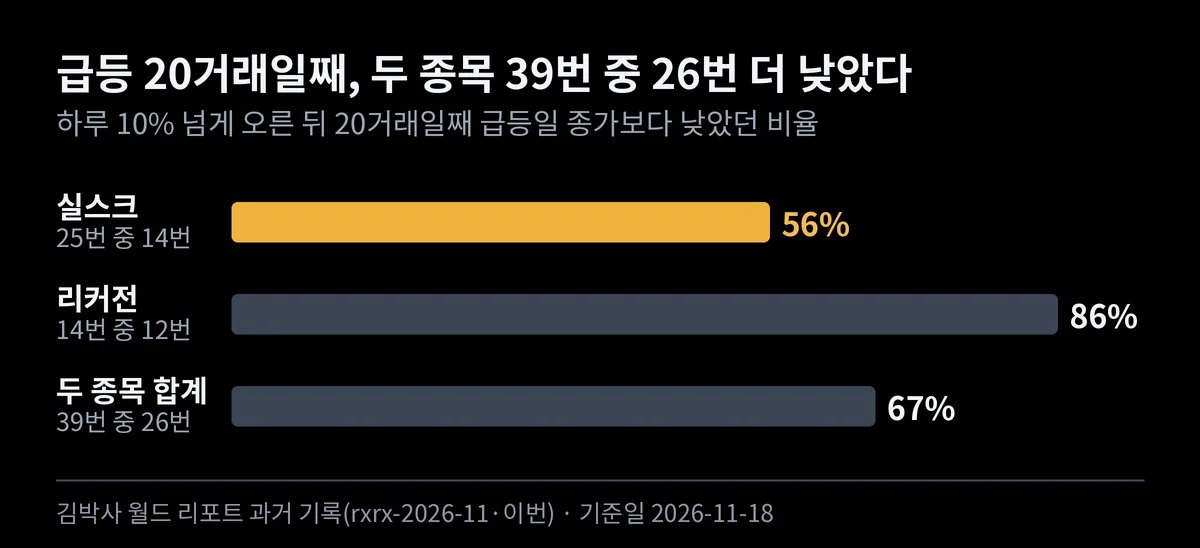 급등 20거래일째, 두 종목 39번 중 26번 더 낮았다
하루 10% 넘게 오른 뒤 20거래일째 급등일 종가보다 낮았던 비율
실스크
25번 중 14번
56%
리커전
14번 중 12번
86%
두 종목 합계
39번 중 26번
67%
김박사 월드 리포트 과거 기록(rxrx-2026-11·이번) · 기준일 2026-11-18